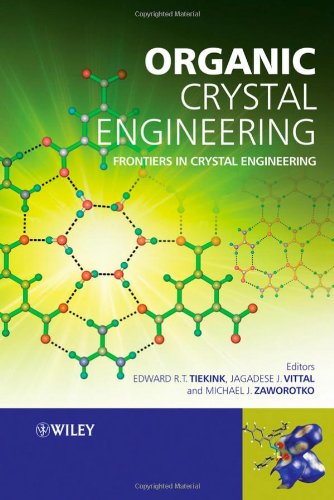 ORGANIC
CRYSTAL
ENGINEERING
FRONTIERS IN CRYSTAL ENGINEERING
Editors
EDWARD R.T. TIEKINK, JAGADESE J. VITTAL
and MICHAEL J. ZAWOROTKO
WILEY